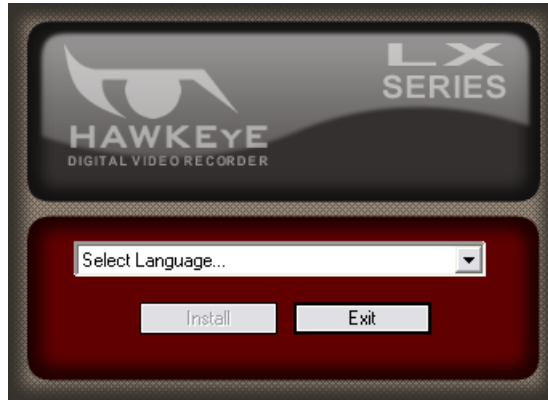 LX
SERIES
HAWKEYE
DIGITAL VIDEO RECORDER
Select Language...
Install
Exit